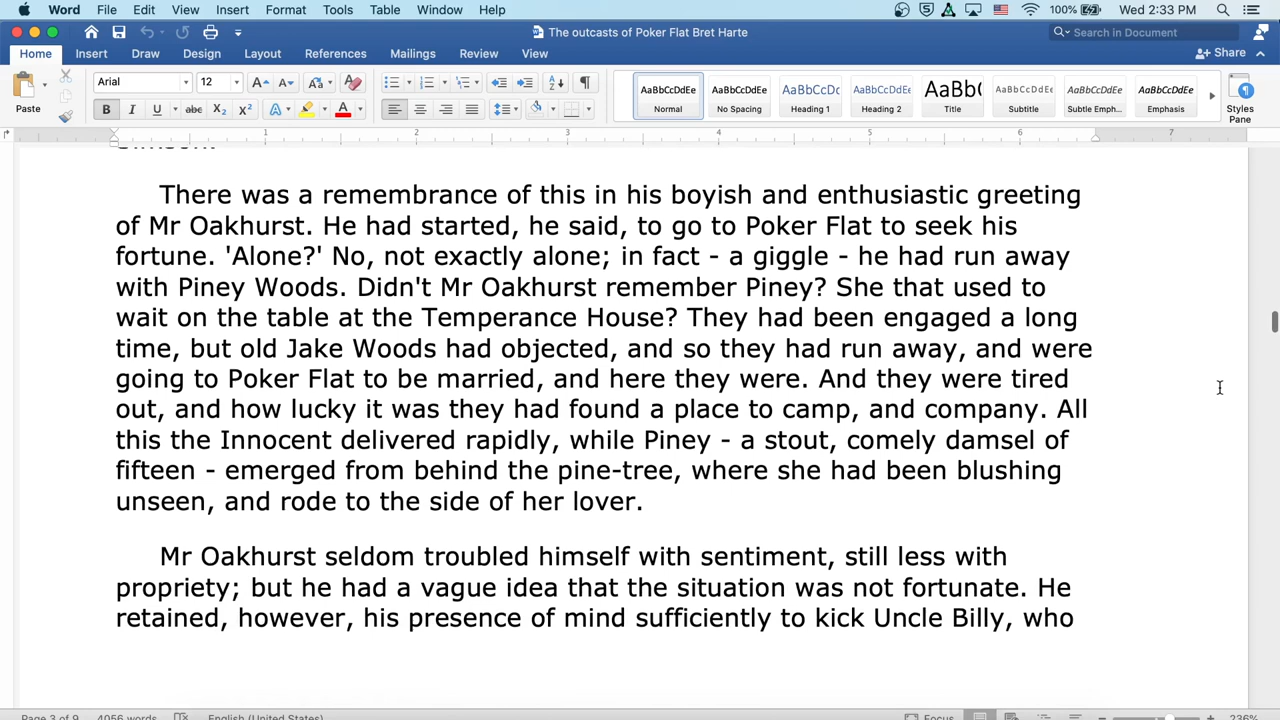 Word File Edit View Insert Format Tools Table Window Help 100% Wed 2:33 PM
The outcasts of Poker Flat Bret Harte
Search in Document
Home Insert Draw Design Layout References Mailings Review View Share
Paste
Arial 12
B I U abc X₂ X²
AaBbCcDdEe AaBbCcDdEe AaBbCcDc AaBbCcDdEe AaBbC AaBbCcDdEe AaBbCcDdEe AaBbCcDdEe
Normal No Spacing Heading 1 Heading 2 Title Subtitle Subtle Emph... Emphasis
Styles
Pane
1 2 3 4 5 6 7
There was a remembrance of this in his boyish and enthusiastic greeting
of Mr Oakhurst. He had started, he said, to go to Poker Flat to seek his
fortune. 'Alone?' No, not exactly alone; in fact - a giggle - he had run away
with Piney Woods. Didn't Mr Oakhurst remember Piney? She that used to
wait on the table at the Temperance House? They had been engaged a long
time, but old Jake Woods had objected, and so they had run away, and were
going to Poker Flat to be married, and here they were. And they were tired
out, and how lucky it was they had found a place to camp, and company. All
this the Innocent delivered rapidly, while Piney - a stout, comely damsel of
fifteen - emerged from behind the pine-tree, where she had been blushing
unseen, and rode to the side of her lover.
Mr Oakhurst seldom troubled himself with sentiment, still less with
propriety; but he had a vague idea that the situation was not fortunate. He
retained, however, his presence of mind sufficiently to kick Uncle Billy, who
Page 3 of 9 4056 words English (United States) Focus 236%